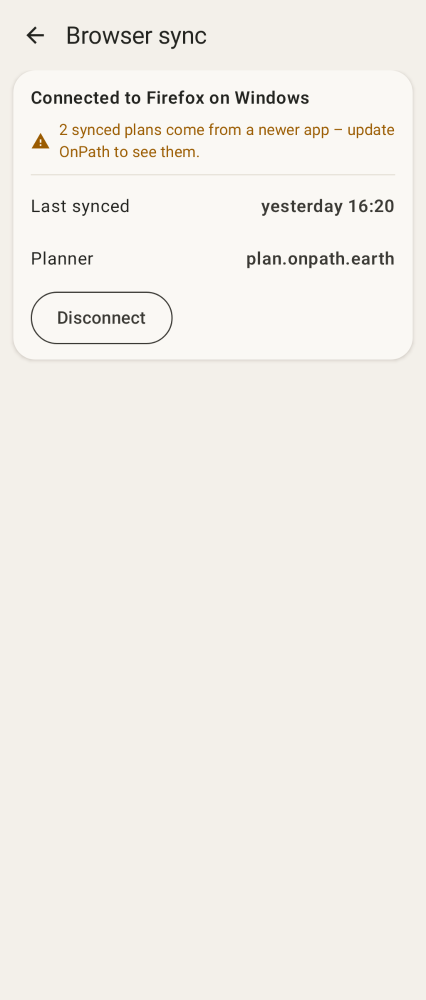 Browser sync
Connected to Firefox on Windows
2 synced plans come from a newer app – update
OnPath to see them.
Last synced yesterday 16:20
Planner plan.onpath.earth
Disconnect